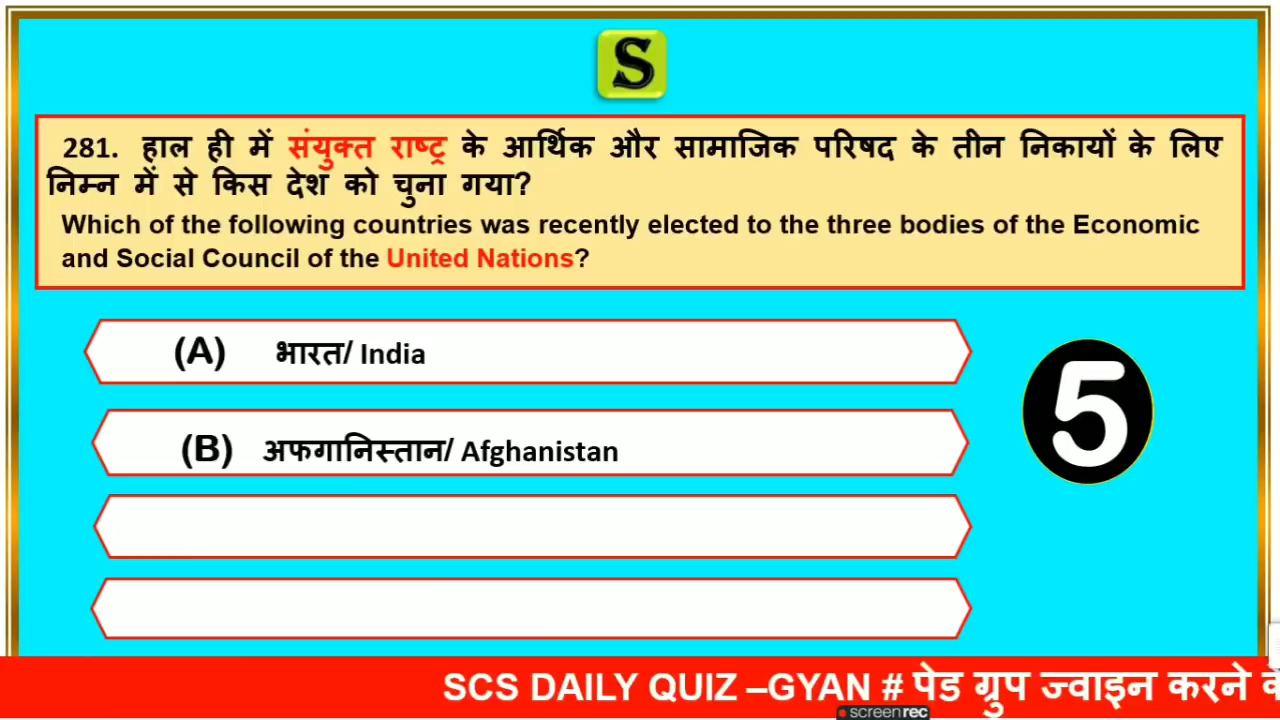 S
281. हाल ही में संयुक्त राष्ट्र के आर्थिक और सामाजिक परिषद के तीन निकायों के लिए
निम्न में से किस देश को चुना गया?
Which of the following countries was recently elected to the three bodies of the Economic
and Social Council of the United Nations?
(A) भारत/ India
(B) अफगानिस्तान/ Afghanistan
5
SCS DAILY QUIZ –GYAN # पेड ग्रुप ज्वाइन करने
screenrec